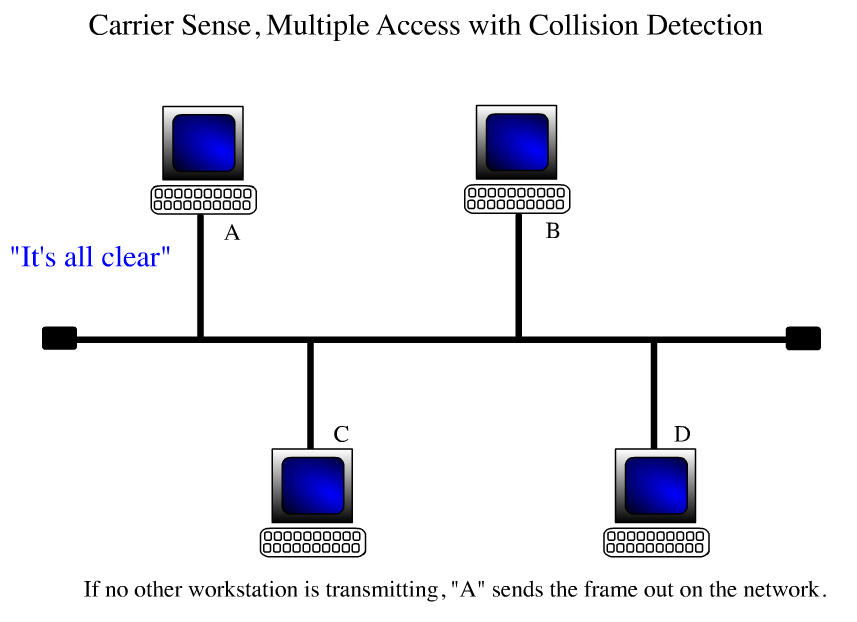 Carrier Sense, Multiple Access with Collision Detection
A
B
"It's all clear"
C
D
If no other workstation is transmitting, "A" sends the frame out on the network.